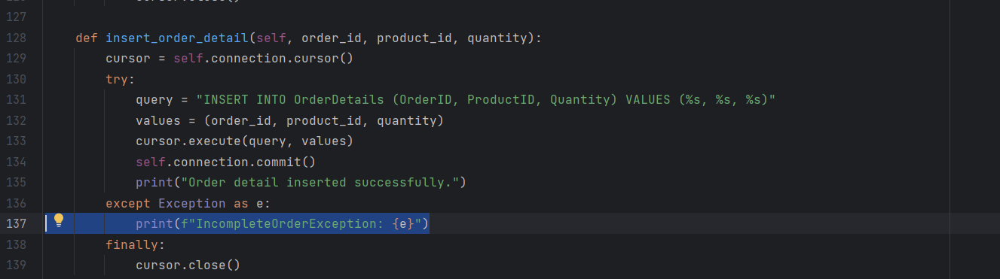 127
128 def insert_order_detail(self, order_id, product_id, quantity):
129 cursor = self.connection.cursor()
130 try:
131 query = "INSERT INTO OrderDetails (OrderID, ProductID, Quantity) VALUES (%s, %s, %s)"
132 values = (order_id, product_id, quantity)
133 cursor.execute(query, values)
134 self.connection.commit()
135 print("Order detail inserted successfully.")
136 except Exception as e:
137 print(f"IncompleteOrderException: {e}")
138 finally:
139 cursor.close()